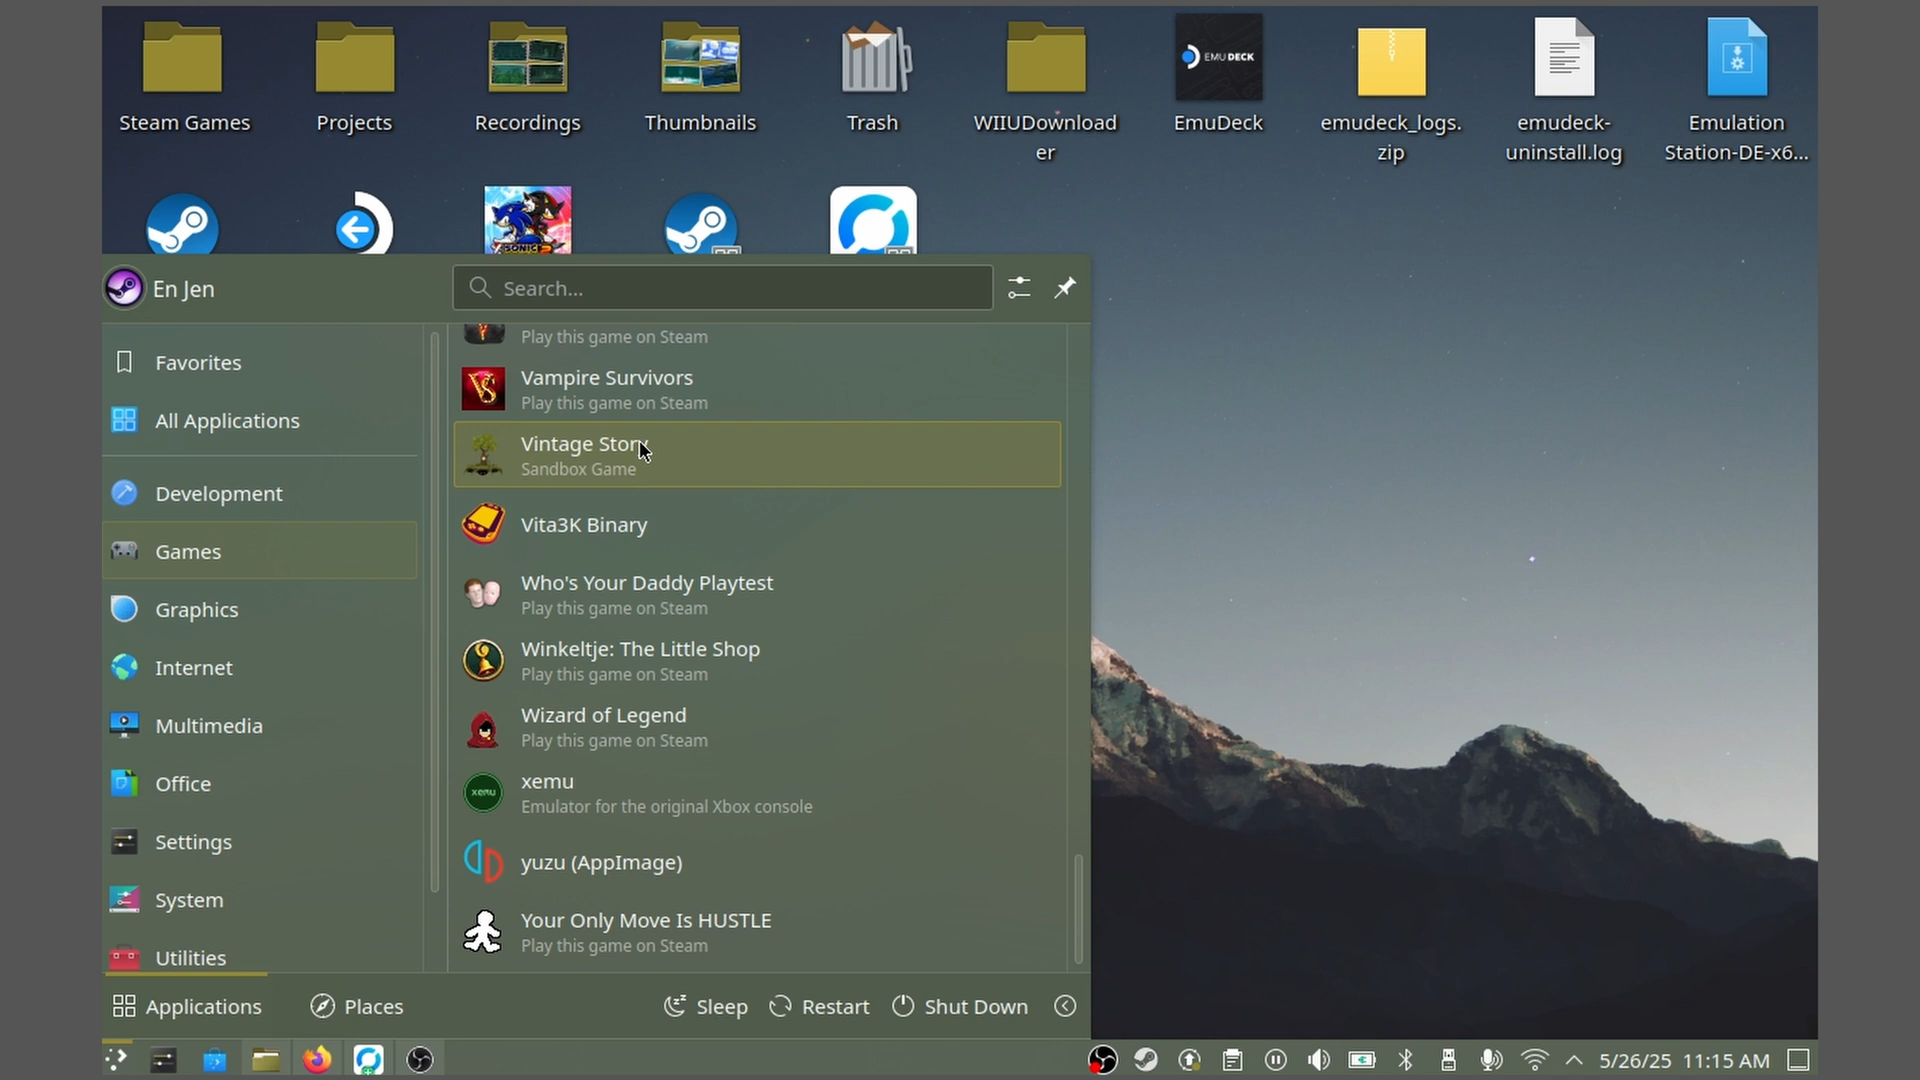 Steam Games
Projects
Recordings
Thumbnails
Trash
WIIUDownload
er
EMUDECK
EmuDeck
emudeck_logs.
zip
emudeck-
uninstall.log
Emulation
Station-DE-x6...
En Jen
Search...
Favorites
All Applications
Development
Games
Graphics
Internet
Multimedia
Office
Settings
System
Utilities
Play this game on Steam
Vampire Survivors
Play this game on Steam
Vintage Story
Sandbox Game
Vita3K Binary
Who's Your Daddy Playtest
Play this game on Steam
Winkeltje: The Little Shop
Play this game on Steam
Wizard of Legend
Play this game on Steam
xemu
xemu
Emulator for the original Xbox console
yuzu (AppImage)
Your Only Move Is HUSTLE
Play this game on Steam
Applications
Places
Sleep
Restart
Shut Down
5/26/25 11:15 AM